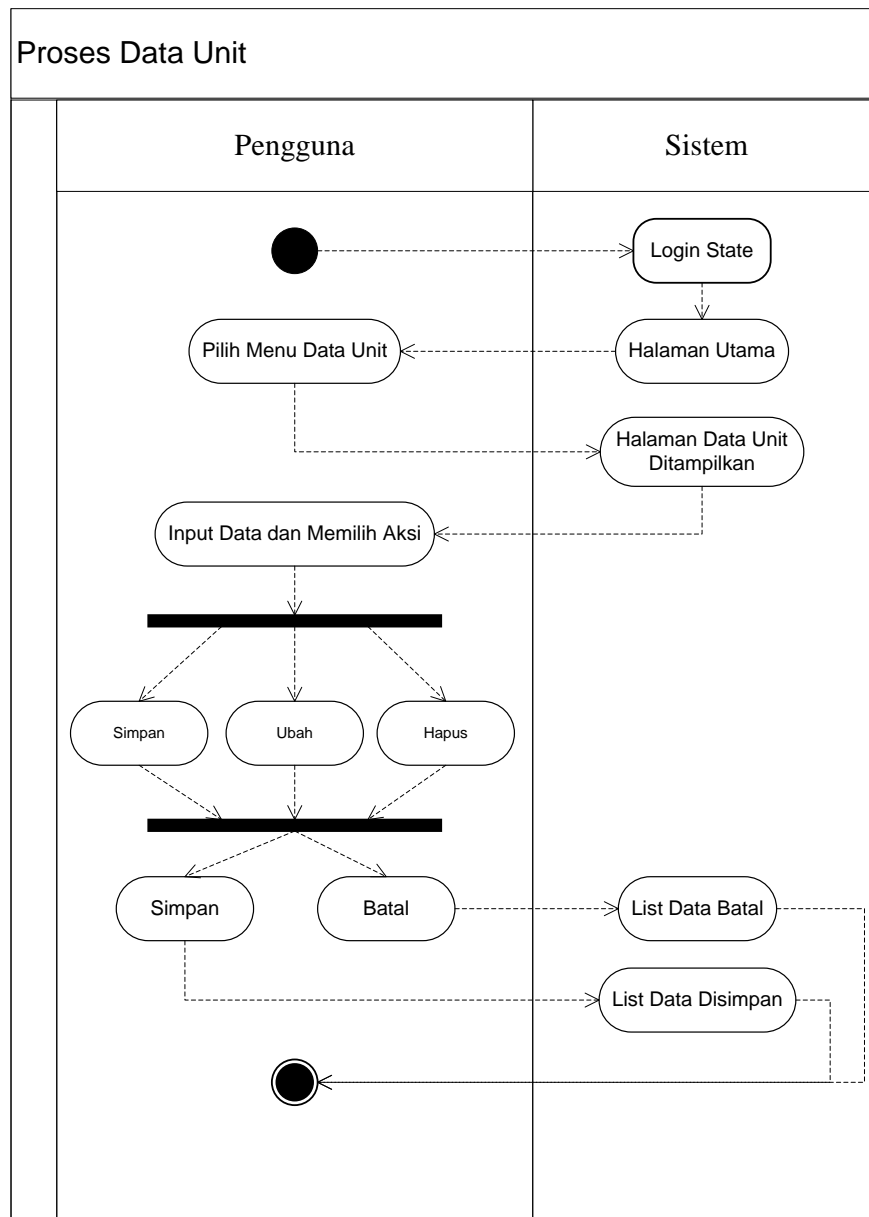 Proses Data Unit
Pengguna
Sistem
Login State
Pilih Menu Data Unit
Halaman Utama
Halaman Data Unit
Ditampilkan
Input Data dan Memilih Aksi
Simpan
Ubah
Hapus
Simpan
Batal
List Data Batal
List Data Disimpan